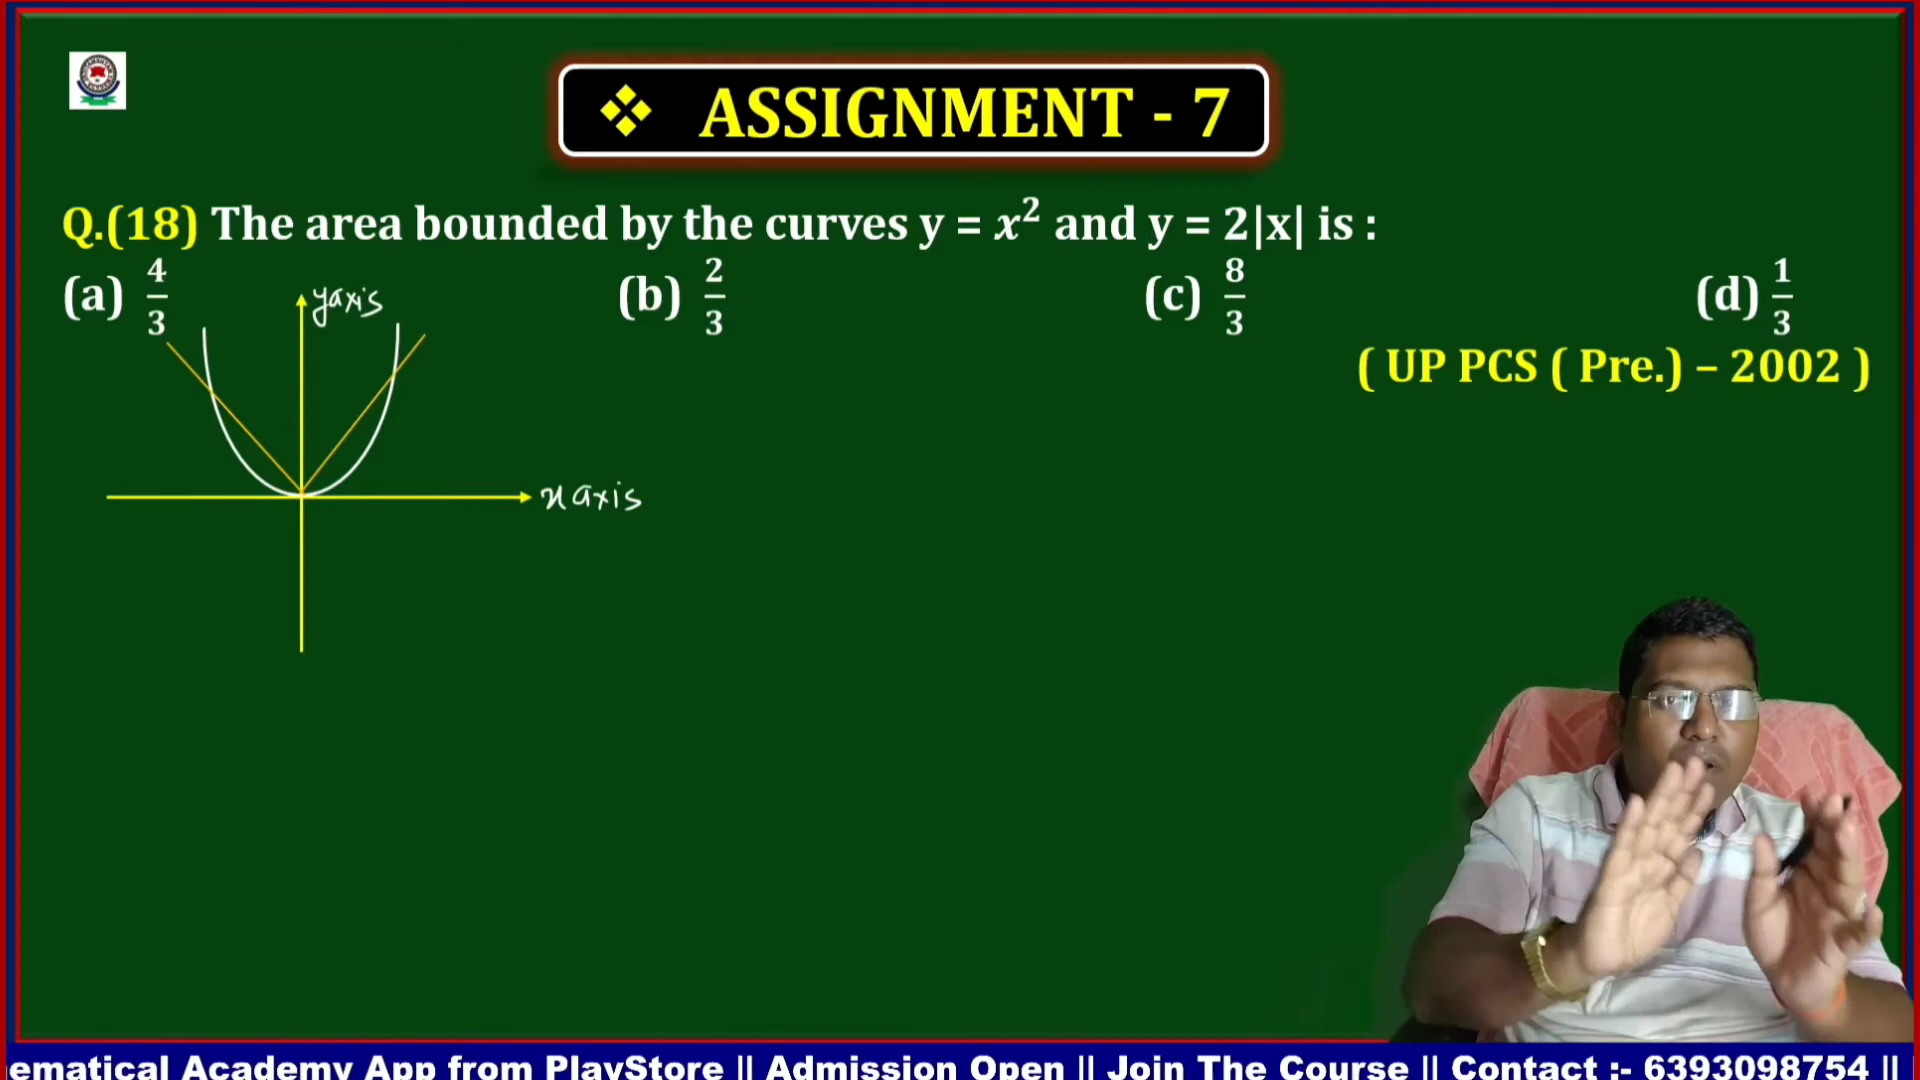 ❖ ASSIGNMENT - 7
Q.(18) The area bounded by the curves y = x² and y = 2|x| is :
(a) 4/3 (b) 2/3 (c) 8/3 (d) 1/3
yaxis
( UP PCS ( Pre.) – 2002 )
x axis
ematical Academy App from PlayStore || Admission Open || Join The Course || Contact :- 6393098754 ||